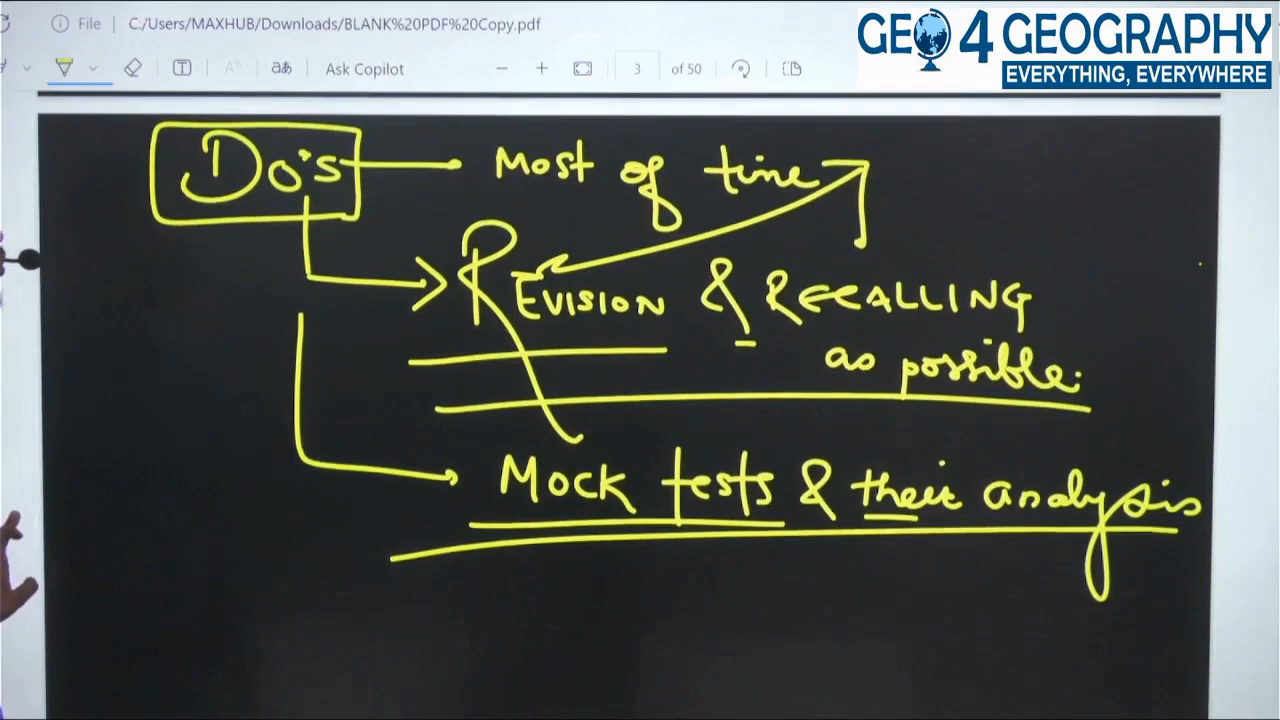 File C:/Users/MAXHUB/Downloads/BLANK%20PDF%20Copy.pdf
GEO 4 GEOGRAPHY
EVERYTHING, EVERYWHERE
Ask Copilot 3 of 50
Do's Most of time
REVISION & RECALLING
as possible.
Mock tests & their analysis